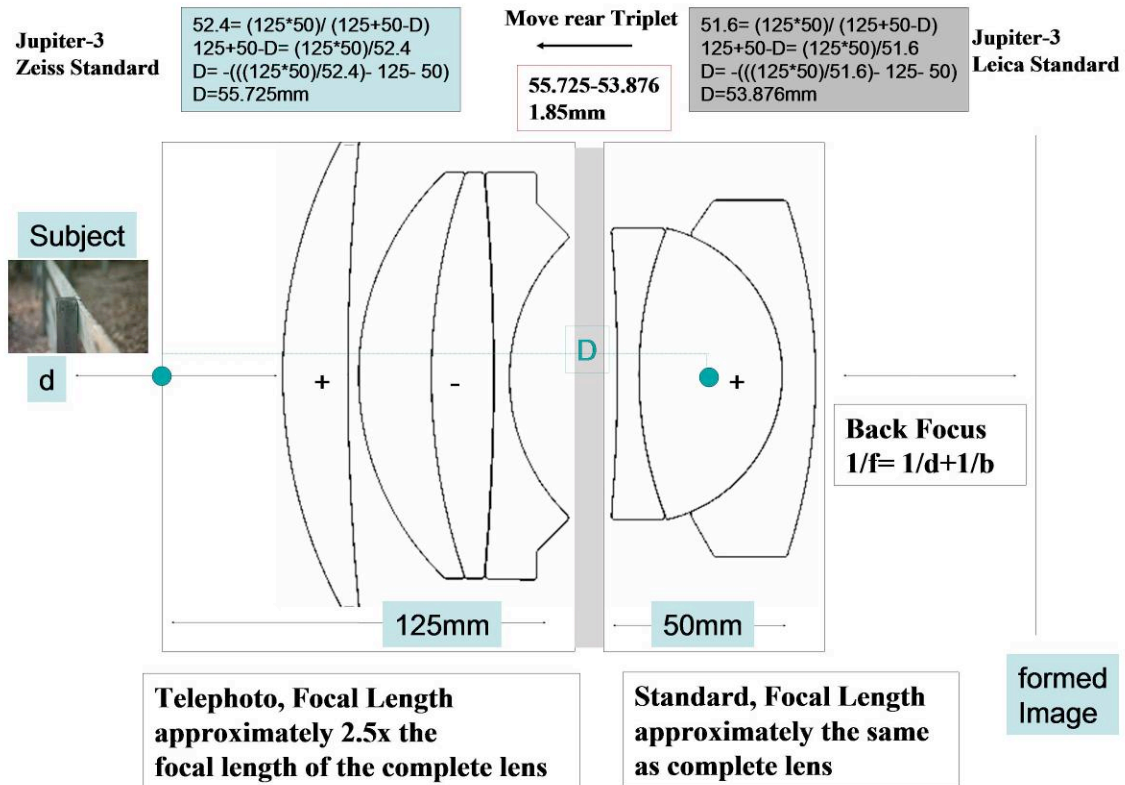 Jupiter-3
Zeiss Standard
52.4= (125*50)/ (125+50-D)
125+50-D= (125*50)/52.4
D= -(((125*50)/52.4)- 125- 50)
D=55.725mm
Move rear Triplet
55.725-53.876
1.85mm
51.6= (125*50)/ (125+50-D)
125+50-D= (125*50)/51.6
D= -(((125*50)/51.6)- 125- 50)
D=53.876mm
Jupiter-3
Leica Standard
Subject
d
+
-
D
+
Back Focus
1/f= 1/d+1/b
125mm
50mm
Telephoto, Focal Length
approximately 2.5x the
focal length of the complete lens
Standard, Focal Length
approximately the same
as complete lens
formed
Image